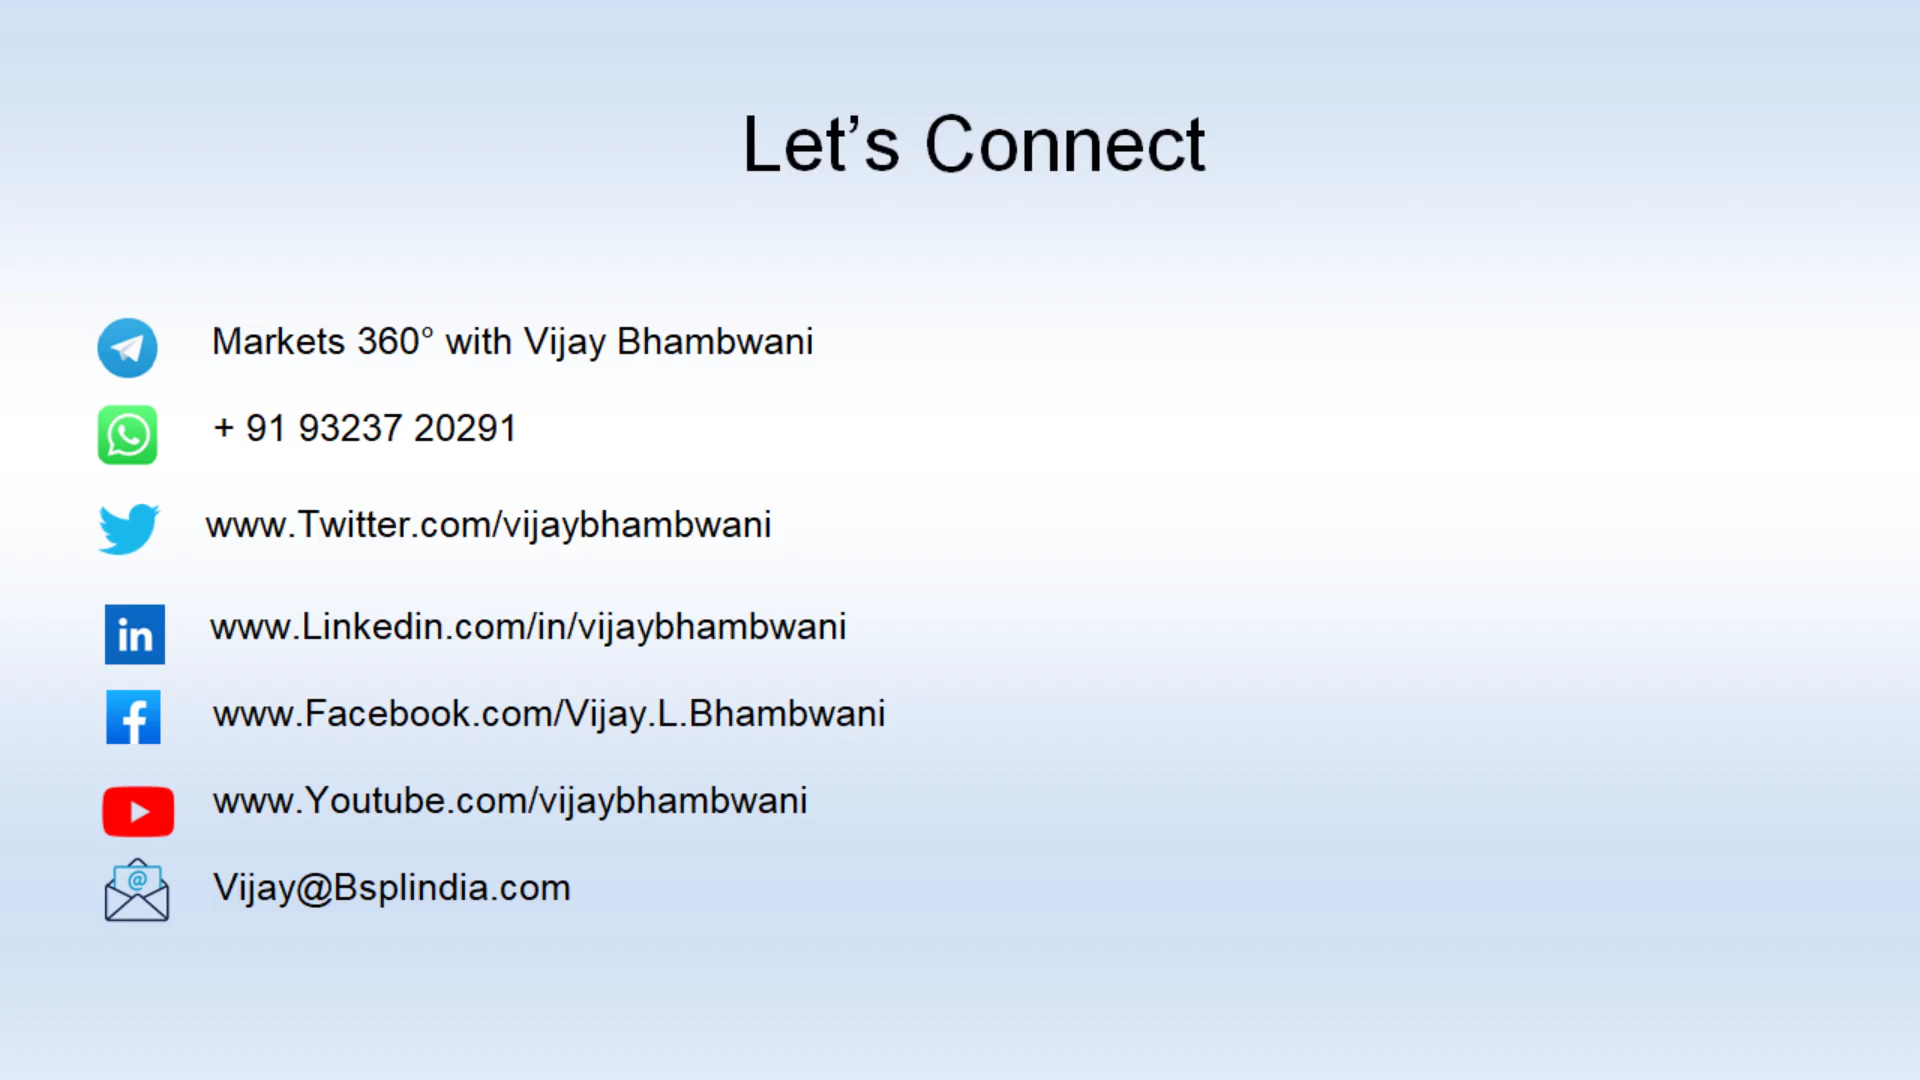 Let’s Connect
Markets 360° with Vijay Bhambwani
+ 91 93237 20291
www.Twitter.com/vijaybhambwani
in www.Linkedin.com/in/vijaybhambwani
f www.Facebook.com/Vijay.L.Bhambwani
www.Youtube.com/vijaybhambwani
@ Vijay@Bsplindia.com